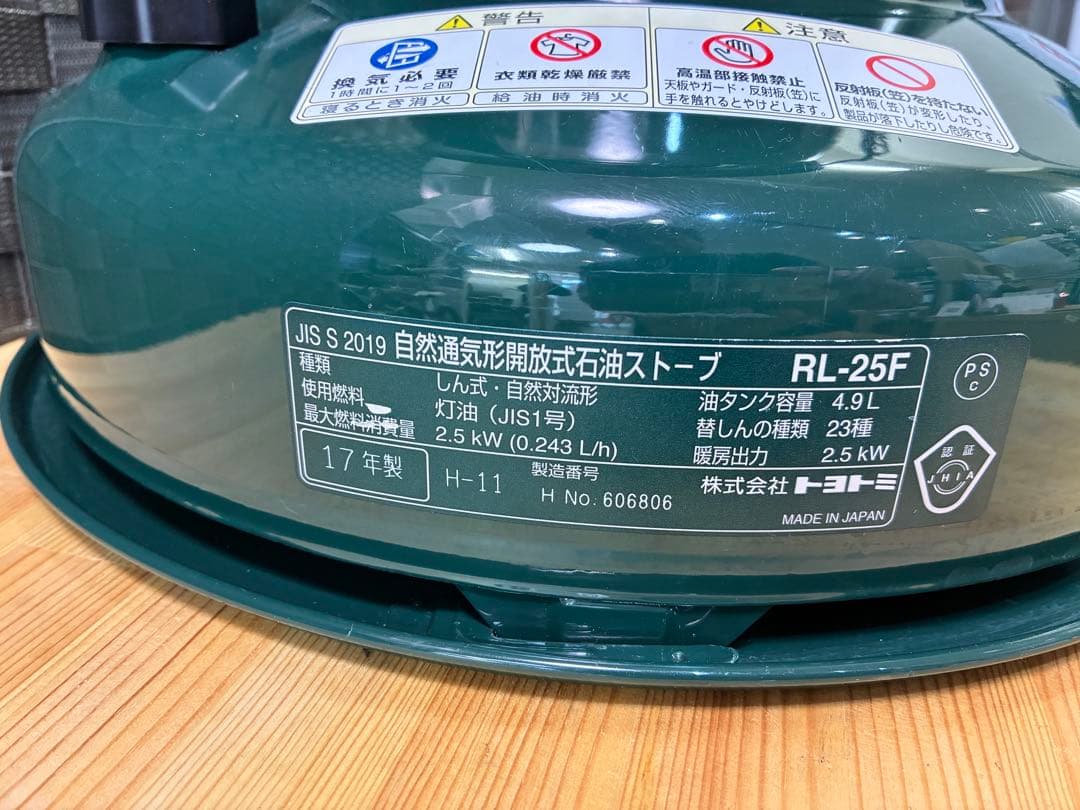 警告
換気必要
1時間に1〜2回
寝るとき消火
衣類乾燥厳禁
給油時消火
注意
高温部接触禁止
天板やガード・反射板(笠)に
手を触れるとやけどします。
反射板(笠)を持たない
反射板(笠)が変形したり、
製品が落下したりし危険です。
JIS S 2019 自然通気形開放式石油ストーブ RL-25F
種類 しん式・自然対流形
使用燃料 灯油(JIS1号)
最大燃料消費量 2.5 kW (0.243 L/h)
油タンク容量 4.9 L
替しんの種類 23種
暖房出力 2.5 kW
17年製 H-11
製造番号
H No. 606806
株式会社 トヨトミ
MADE IN JAPAN
PS
C
認証
JHIA